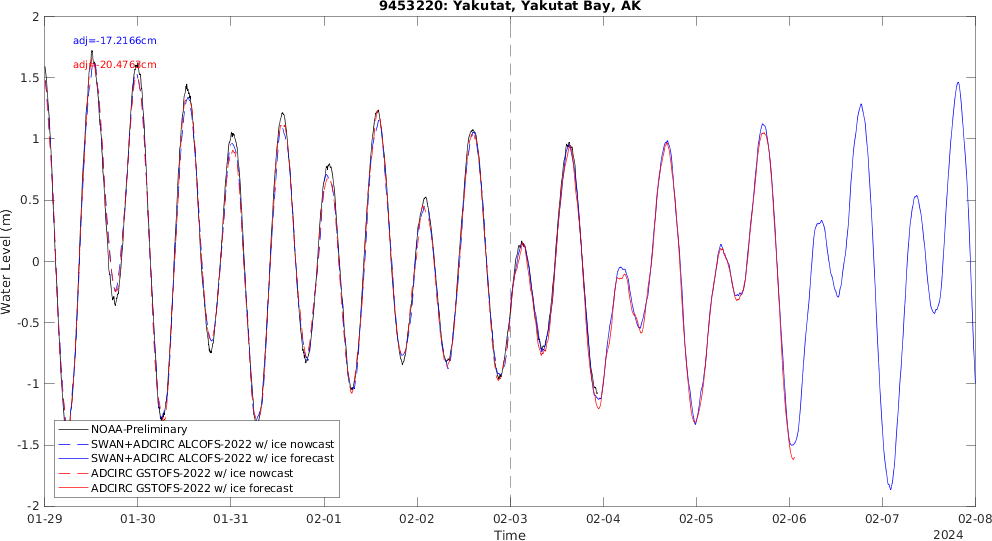 9453220: Yakutat, Yakutat Bay, AK
adj=-17.2166cm
adj=-20.4763cm
Water Level (m)
2
1.5
1
0.5
0
-0.5
-1
-1.5
-2
NOAA-Preliminary
SWAN+ADCIRC ALCOFS-2022 w/ ice nowcast
SWAN+ADCIRC ALCOFS-2022 w/ ice forecast
ADCIRC GSTOFS-2022 w/ ice nowcast
ADCIRC GSTOFS-2022 w/ ice forecast
01-29 01-30 01-31 02-01 02-02 02-03 02-04 02-05 02-06 02-07 02-08
Time
2024